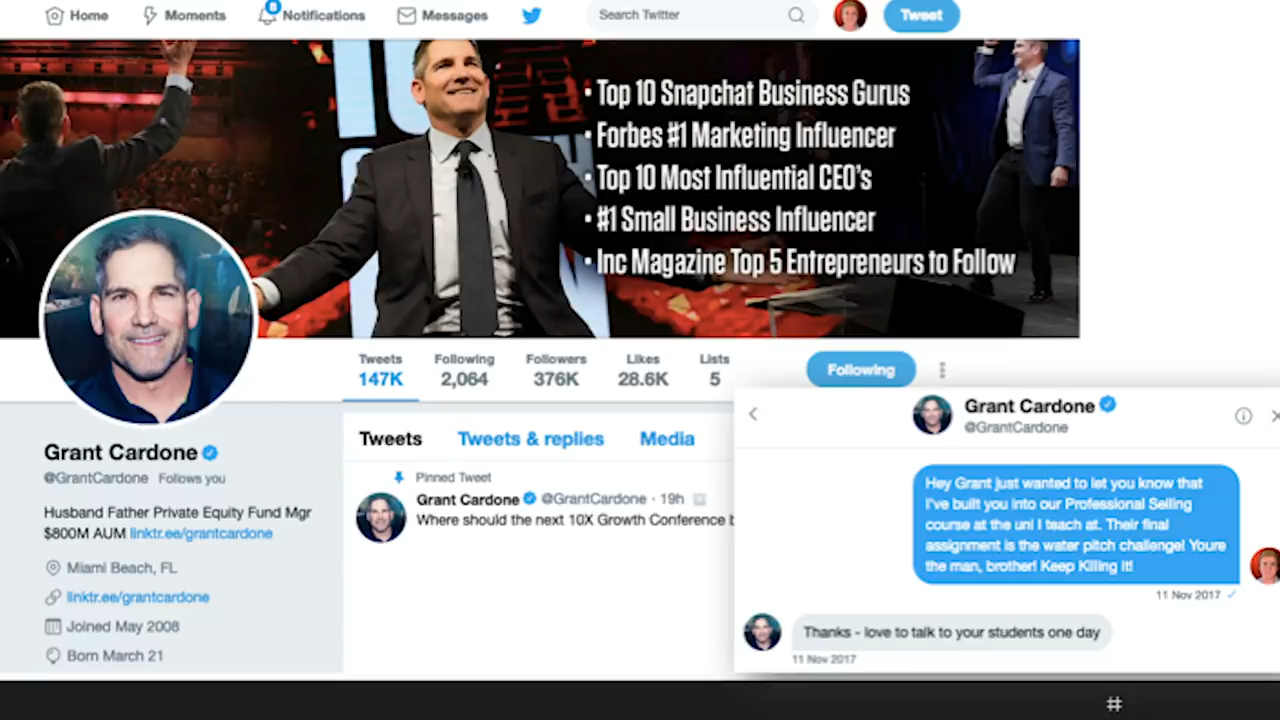 Home
Moments
8
Notifications
Messages
Search Twitter
Tweet
• Top 10 Snapchat Business Gurus
• Forbes #1 Marketing Influencer
• Top 10 Most Influential CEO's
• #1 Small Business Influencer
• Inc Magazine Top 5 Entrepreneurs to Follow
Tweets Following Followers Likes Lists
147K 2,064 376K 28.6K 5
Following
Grant Cardone
@GrantCardone Follows you
Husband Father Private Equity Fund Mgr
$800M AUM linktr.ee/grantcardone
Miami Beach, FL
linktr.ee/grantcardone
Joined May 2008
Born March 21
Tweets Tweets & replies Media
Pinned Tweet
Grant Cardone @GrantCardone · 19h
Where should the next 10X Growth Conference b
Grant Cardone
@GrantCardone
Hey Grant just wanted to let you know that
I've built you into our Professional Selling
course at the uni I teach at. Their final
assignment is the water pitch challenge! Youre
the man, brother! Keep Killing it!
11 Nov 2017
Thanks - love to talk to your students one day
11 Nov 2017
#